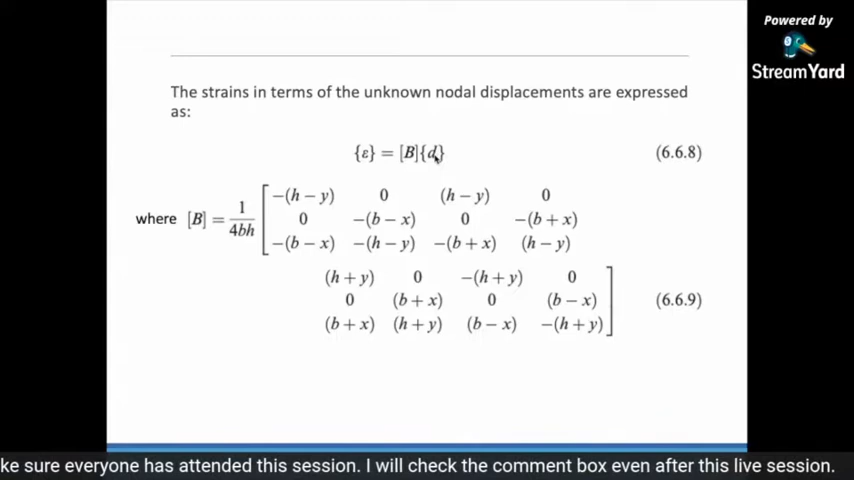 Powered by
StreamYard
The strains in terms of the unknown nodal displacements are expressed
as:
{ε} = [B]{d} (6.6.8)
where [B] = 1/4bh [ −(h − y) 0 (h − y) 0
0 −(b − x) 0 −(b + x)
−(b − x) −(h − y) −(b + x) (h − y)
(h + y) 0 −(h + y) 0
0 (b + x) 0 (b − x)
(b + x) (h + y) (b − x) −(h + y) ] (6.6.9)
ke sure everyone has attended this session. I will check the comment box even after this live session.